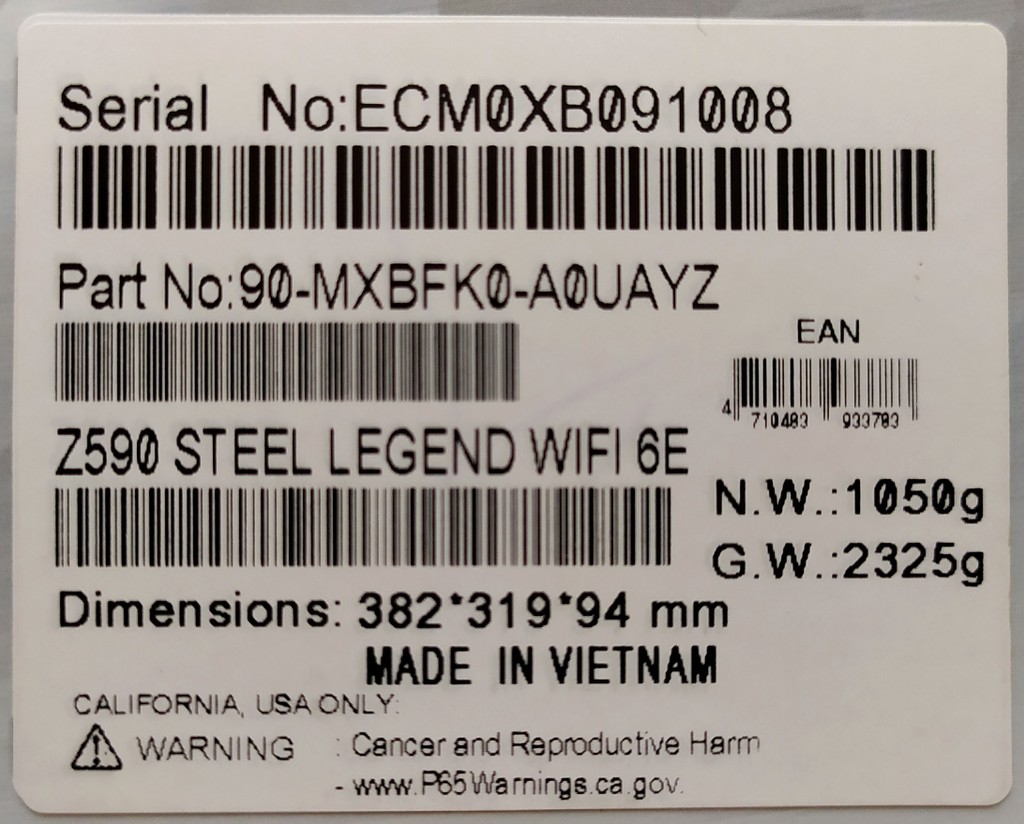 Serial No:ECM0XB091008
Part No:90-MXBFK0-A0UAYZ
EAN
4 710483 933783
Z590 STEEL LEGEND WIFI 6E
N.W.:1050g
G.W.:2325g
Dimensions: 382*319*94 mm
MADE IN VIETNAM
CALIFORNIA, USA ONLY:
WARNING : Cancer and Reproductive Harm
- www.P65Warnings.ca.gov.